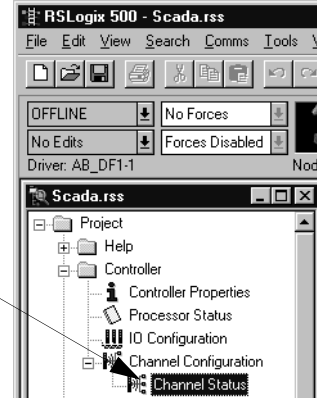 RSLogix 500 - Scada.rss
File Edit View Search Comms Tools
OFFLINE No Forces
No Edits Forces Disabled
Driver: AB_DF1-1 Nod
Scada.rss
Project
Help
Controller
Controller Properties
Processor Status
IO Configuration
Channel Configuration
Channel Status